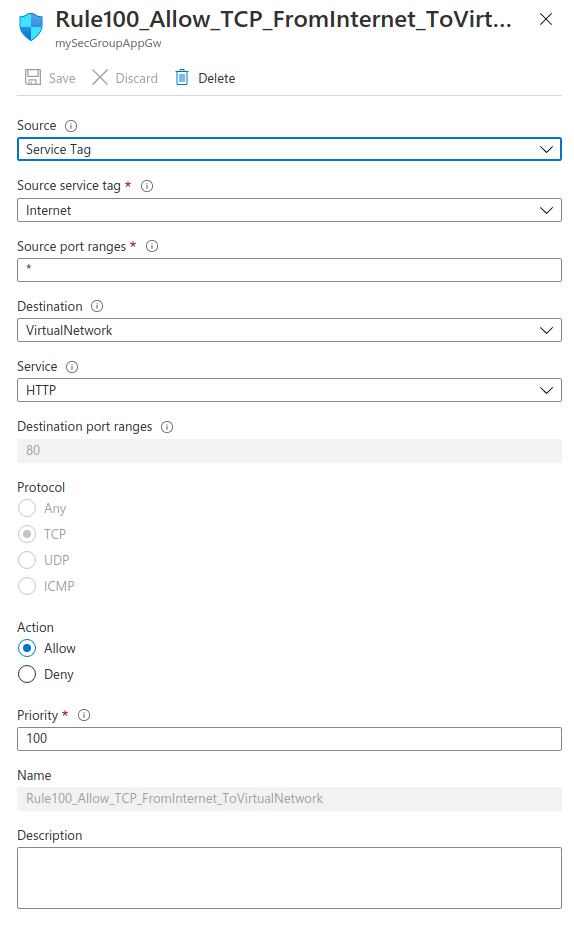 Rule100_Allow_TCP_FromInternet_ToVirt...
mySecGroupAppGw
Save Discard Delete
Source
Service Tag
Source service tag *
Internet
Source port ranges *
*
Destination
VirtualNetwork
Service
HTTP
Destination port ranges
80
Protocol
Any
TCP
UDP
ICMP
Action
Allow
Deny
Priority *
100
Name
Rule100_Allow_TCP_FromInternet_ToVirtualNetwork
Description